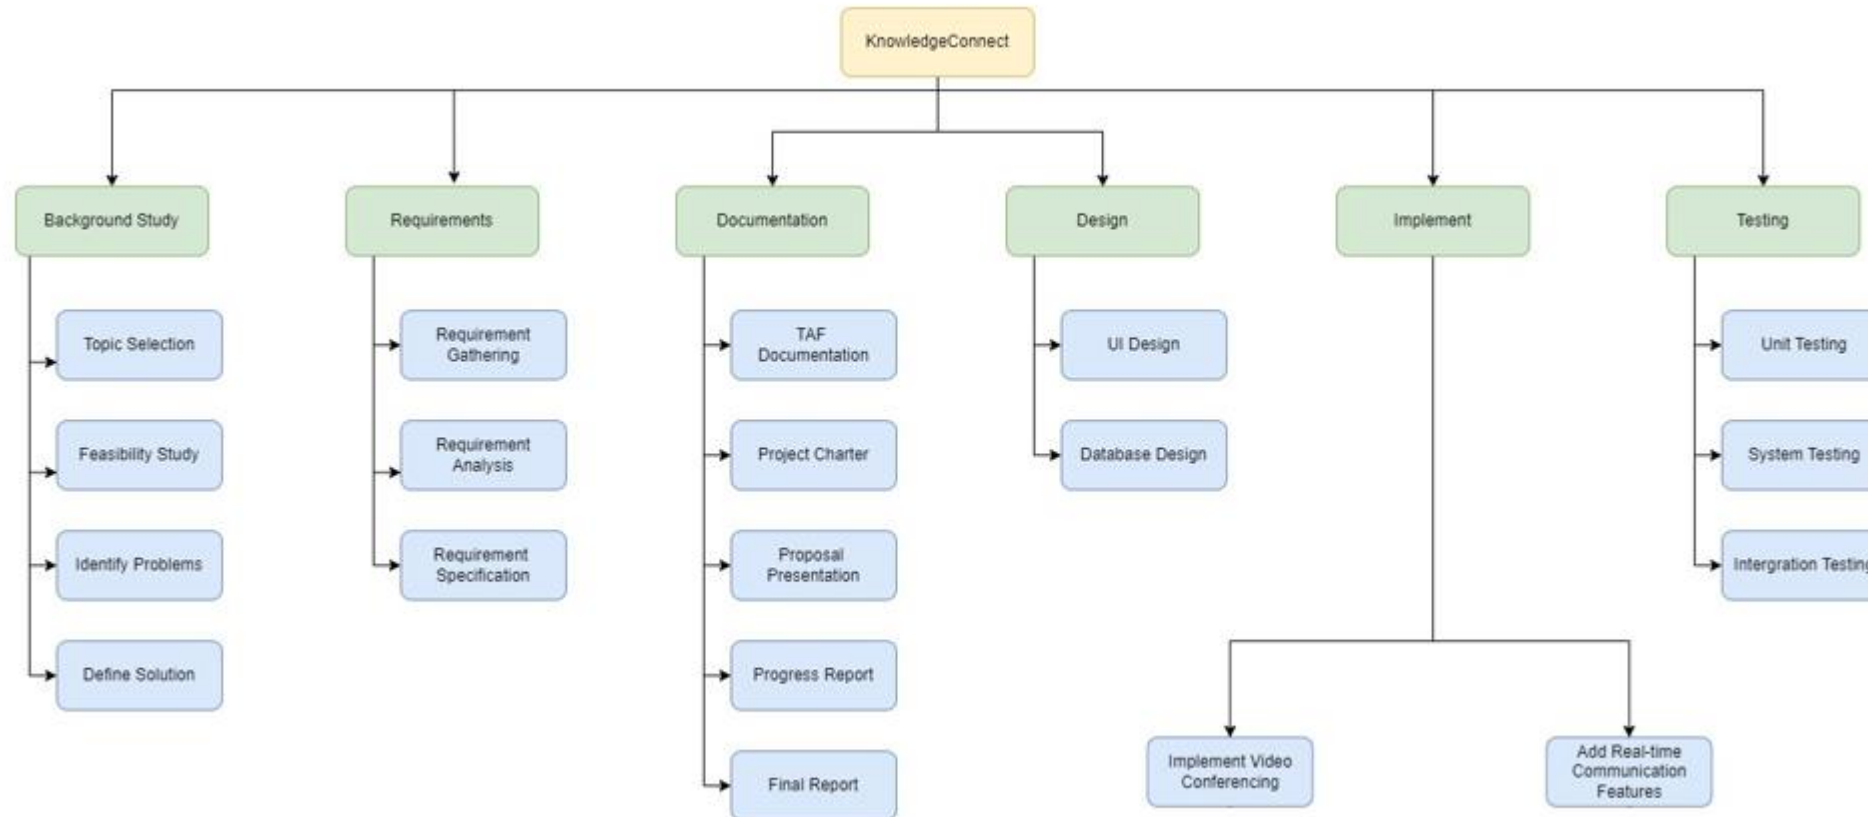 KnowledgeConnect
Background Study
Requirements
Documentation
Design
Implement
Testing
Topic Selection
Feasibility Study
Identify Problems
Define Solution
Requirement
Gathering
Requirement
Analysis
Requirement
Specification
TAF
Documentation
Project Charter
Proposal
Presentation
Progress Report
Final Report
UI Design
Database Design
Implement Video
Conferencing
Add Real-time
Communication
Features
Unit Testing
System Testing
Intergration Testing